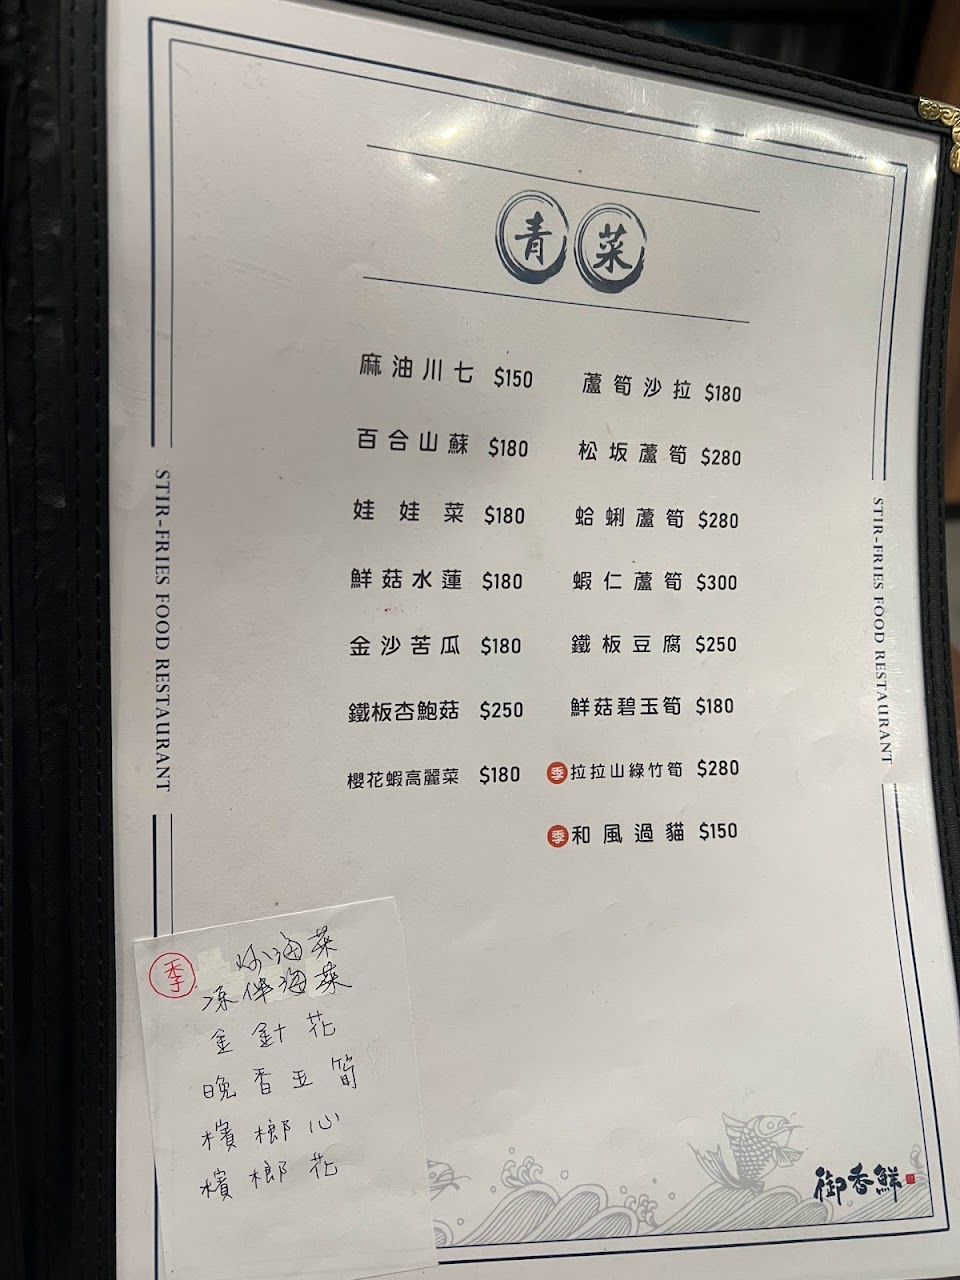 青菜
麻油川七 $150
百合山蘇 $180
娃娃菜 $180
鮮菇水蓮 $180
金沙苦瓜 $180
鐵板杏鮑菇 $250
櫻花蝦高麗菜 $180
蘆筍沙拉 $180
松坂蘆筍 $280
蛤蜊蘆筍 $280
蝦仁蘆筍 $300
鐵板豆腐 $250
鮮菇碧玉筍 $180
季 拉拉山綠竹筍 $280
季 和風過貓 $150
STIR-FRIES FOOD RESTAURANT
STIR-FRIES FOOD RESTAURANT
季
炒海菜
涼伴海菜
金針花
晚香玉筍
檳榔心
檳榔花
御香鮮